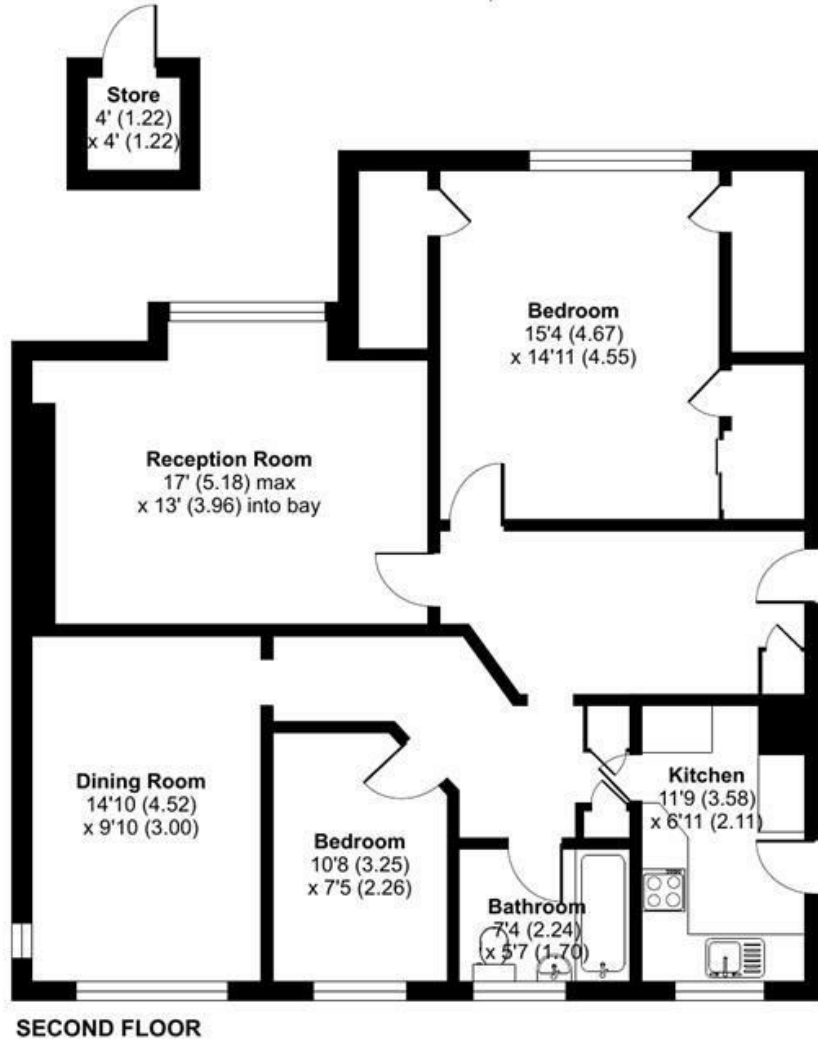 Store
4' (1.22)
x 4' (1.22)
Bedroom
15'4 (4.67)
x 14'11 (4.55)
Reception Room
17' (5.18) max
x 13' (3.96) into bay
Dining Room
14'10 (4.52)
x 9'10 (3.00)
Bedroom
10'8 (3.25)
x 7'5 (2.26)
Bathroom
7'4 (2.24)
x 5'7 (1.70)
Kitchen
11'9 (3.58)
x 6'11 (2.11)
SECOND FLOOR